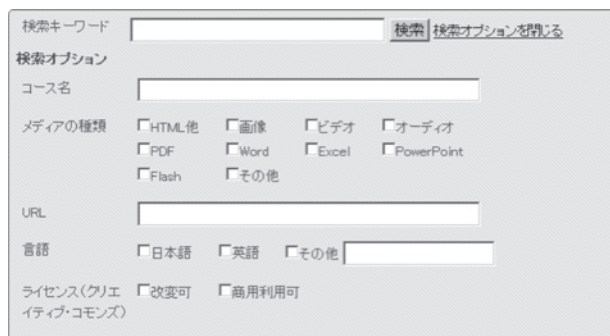 検索キーワード 検索 検索オプションを閉じる
検索オプション
コース名
メディアの種類 HTML他 画像 ビデオ オーディオ
PDF Word Excel PowerPoint
Flash その他
URL
言語 日本語 英語 その他
ライセンス(クリエ 改変可 商用利用可
イティブ・コモンズ)